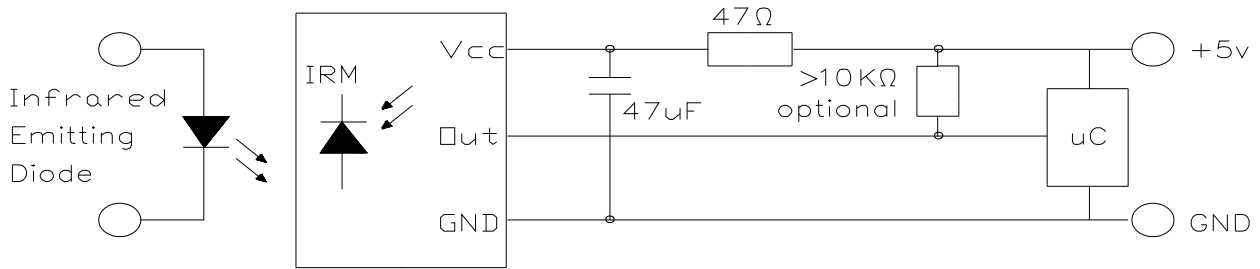 Infrared
Emitting
Diode
IRM
Vcc
Out
GND
47uF
47Ω
>10KΩ
optional
uC
+5v
GND